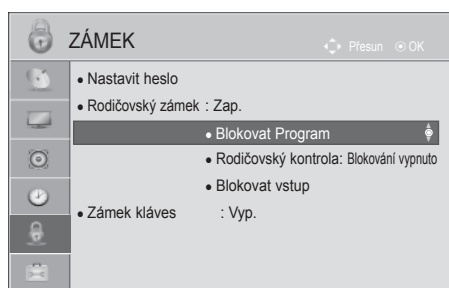 ZÁMEK
Přesun OK
• Nastavit heslo
• Rodičovský zámek : Zap.
• Blokovat Program
• Rodičovský kontrola: Blokování vypnuto
• Blokovat vstup
• Zámek kláves : Vyp.